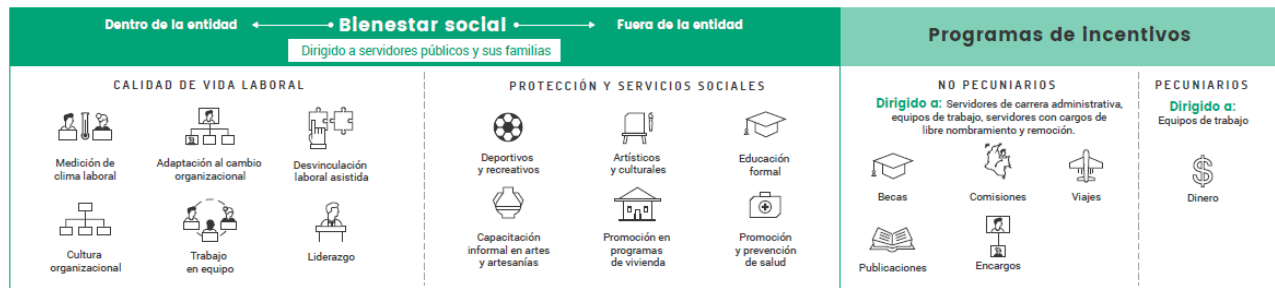 Dentro de la entidad Bienestar social Fuera de la entidad
Dirigido a servidores públicos y sus familias
CALIDAD DE VIDA LABORAL
Medición de
clima laboral
Adaptación al cambio
organizacional
Desvinculación
laboral asistida
Cultura
organizacional
Trabajo
en equipo
Liderazgo
PROTECCIÓN Y SERVICIOS SOCIALES
Deportivos
y recreativos
Artísticos
y culturales
Educación
formal
Capacitación
informal en artes
y artesanías
Promoción en
programas
de vivienda
Promoción
y prevención
de salud
Programas de incentivos
NO PECUNIARIOS
Dirigido a: Servidores de carrera administrativa,
equipos de trabajo, servidores con cargos de
libre nombramiento y remoción.
Becas
Comisiones
Viajes
Publicaciones
Encargos
PECUNIARIOS
Dirigido a:
Equipos de trabajo
$
Dinero